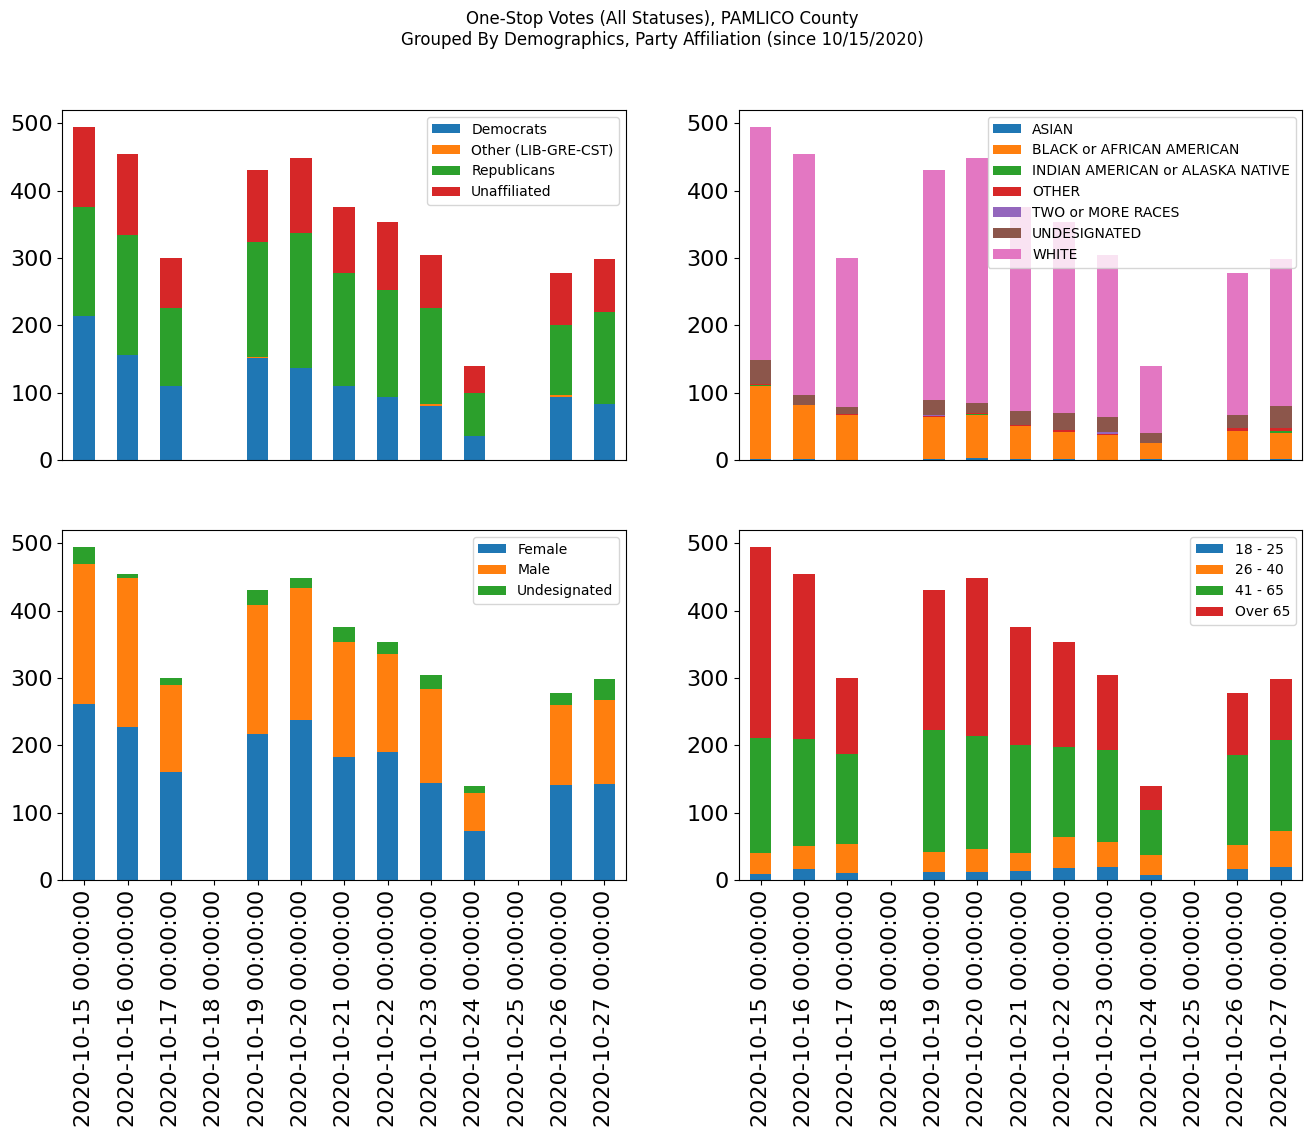 One-Stop Votes (All Statuses), PAMLICO County
Grouped By Demographics, Party Affiliation (since 10/15/2020)
500
400
300
200
100
0
Democrats
Other (LIB-GRE-CST)
Republicans
Unaffiliated
500
400
300
200
100
0
ASIAN
BLACK or AFRICAN AMERICAN
INDIAN AMERICAN or ALASKA NATIVE
OTHER
TWO or MORE RACES
UNDESIGNATED
WHITE
500
400
300
200
100
0
Female
Male
Undesignated
2020-10-15 00:00:00
2020-10-16 00:00:00
2020-10-17 00:00:00
2020-10-18 00:00:00
2020-10-19 00:00:00
2020-10-20 00:00:00
2020-10-21 00:00:00
2020-10-22 00:00:00
2020-10-23 00:00:00
2020-10-24 00:00:00
2020-10-25 00:00:00
2020-10-26 00:00:00
2020-10-27 00:00:00
500
400
300
200
100
0
18 - 25
26 - 40
41 - 65
Over 65
2020-10-15 00:00:00
2020-10-16 00:00:00
2020-10-17 00:00:00
2020-10-18 00:00:00
2020-10-19 00:00:00
2020-10-20 00:00:00
2020-10-21 00:00:00
2020-10-22 00:00:00
2020-10-23 00:00:00
2020-10-24 00:00:00
2020-10-25 00:00:00
2020-10-26 00:00:00
2020-10-27 00:00:00